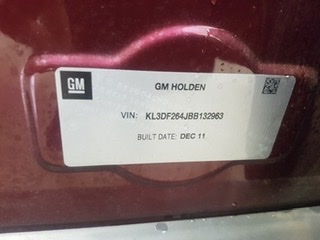 GM
GM HOLDEN
VIN: KL3DF264JBB132963
BUILT DATE: DEC 11